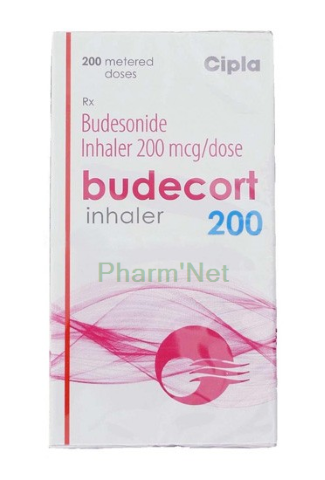 200 metered
doses
Cipla
Rx
Budesonide
Inhaler 200 mcg/dose
budecort
inhaler
200
Pharm'Net